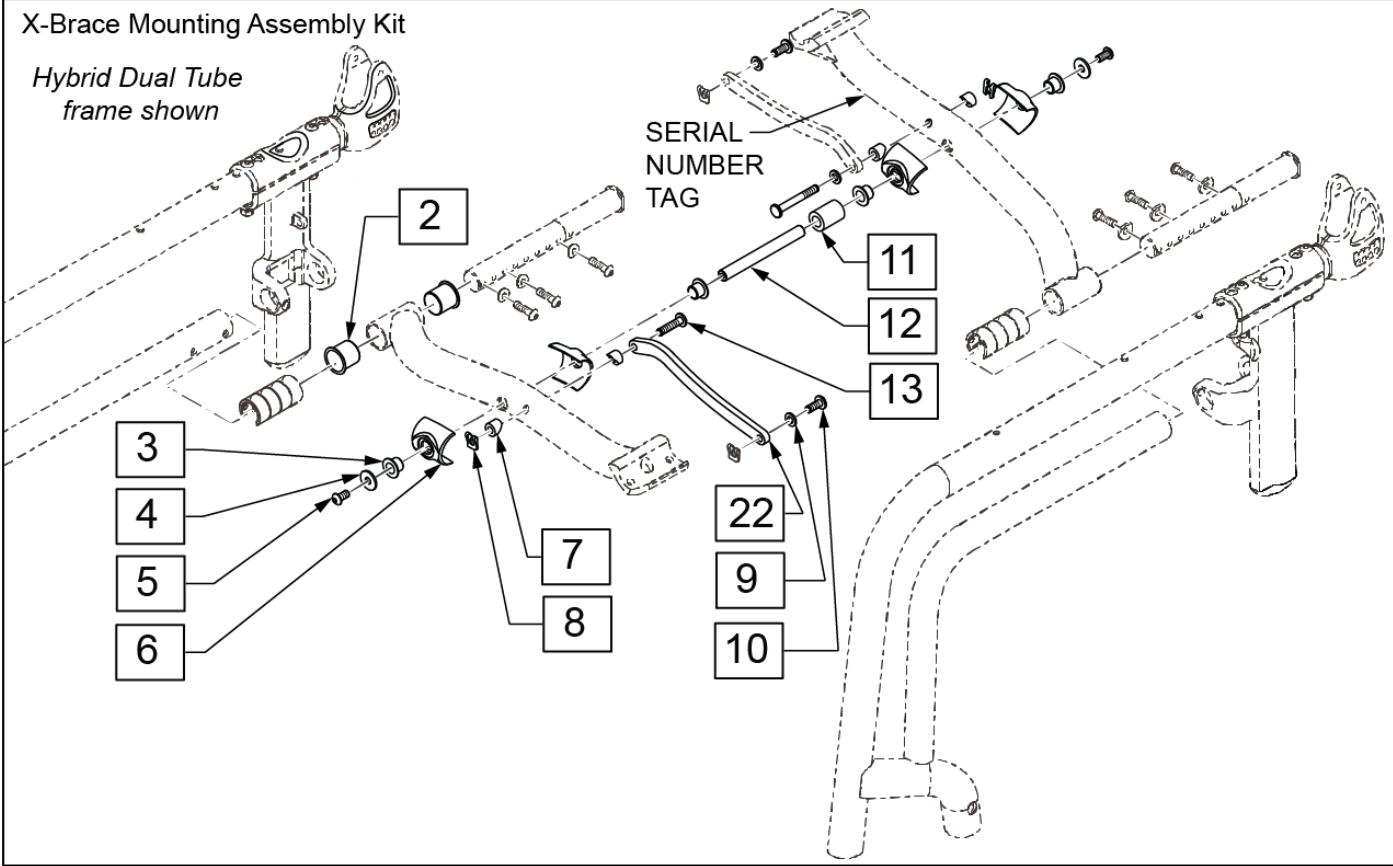 X-Brace Mounting Assembly Kit
Hybrid Dual Tube
frame shown
SERIAL
NUMBER
TAG
2
11
12
13
3
4
5
6
7
8
22
9
10